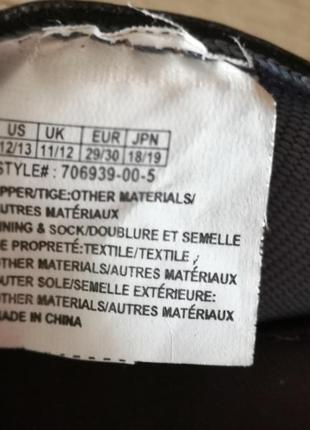 US UK EUR JPN
12/13 11/12 29/30 18/19
STYLE# : 706939-00-5
UPPER/TIGE:OTHER MATERIALS/
AUTRES MATÉRIAUX
LINING & SOCK/DOUBLURE ET SEMELLE
DE PROPRETÉ:TEXTILE/TEXTILE /
OTHER MATERIALS/AUTRES MATÉRIAUX
OUTER SOLE/SEMELLE EXTÉRIEURE:
OTHER MATERIALS/AUTRES MATÉRIAUX
MADE IN CHINA